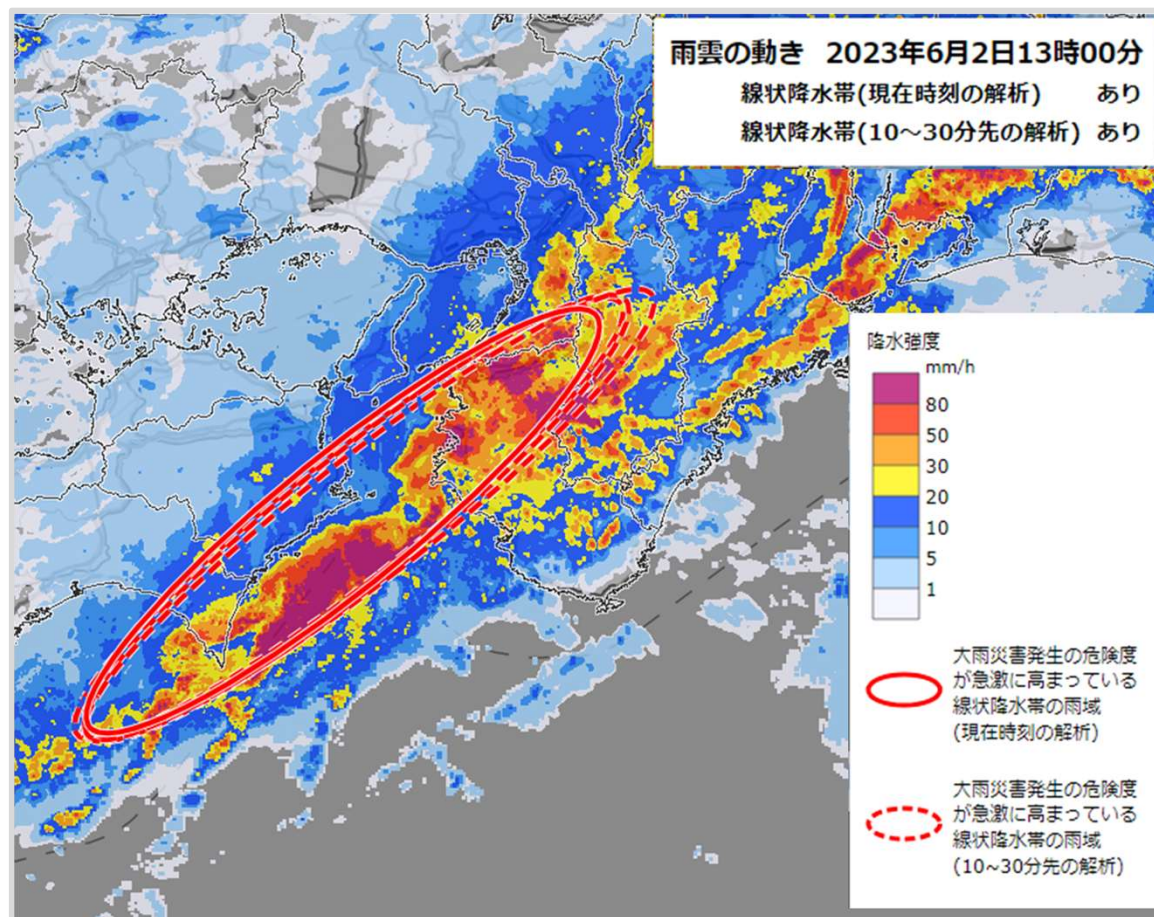 雨雲の動き 2023年6月2日13時00分
線状降水帯(現在時刻の解析) あり
線状降水帯(10～30分先の解析) あり
降水強度
mm/h
80
50
30
20
10
5
1
大雨災害発生の危険度
が急激に高まっている
線状降水帯の雨域
(現在時刻の解析)
大雨災害発生の危険度
が急激に高まっている
線状降水帯の雨域
(10~30分先の解析)